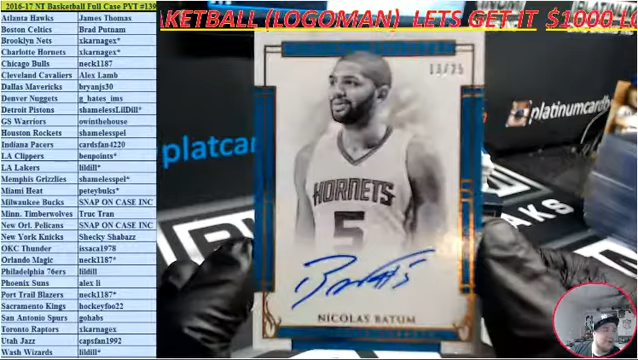 2016-17 NT Basketball Full Case PYT #139
Atlanta Hawks James Thomas
Boston Celtics Brad Putnam
Brooklyn Nets xkarnagex*
Charlotte Hornets xkarnagex*
Chicago Bulls neck1187
Cleveland Cavaliers Alex Lamb
Dallas Mavericks bryanjs30
Denver Nuggets g_bates_ims
Detroit Pistons shamelessLilDill*
GS Warriors owinthehouse
Houston Rockets shamelesspel
Indiana Pacers cardsfan4220
LA Clippers benpoints*
LA Lakers lildill*
Memphis Grizzlies shamelesspel
Miami Heat peteybuks*
Milwaukee Bucks SNAP ON CASE INC
Minn. Timberwolves Truc Tran
New Orl. Pelicans SNAP ON CASE INC
New York Knicks Shecky Shabazz
OKC Thunder issaca1978
Orlando Magic neck1187*
Philadelphia 76ers lildill
Phoenix Suns alex li
Port Trail Blazers neck1187*
Sacramento Kings hockeyfoo22
San Antonio Spurs gohabs
Toronto Raptors xkarnagex
Utah Jazz capsfan1992
Wash Wizards lildill*
KETBALL (LOGOMAN) LETS GET IT $1000 LO
13/25
platcar
platinumcardb
HORNETS
5
NICOLAS BATUM